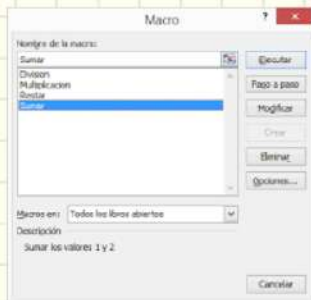 Macro
?
Nombre de la macro:
Sumar
Ejecutar
Division
Multiplicacion
Restar
Sumar
Paso a paso
Modificar
Crear
Eliminar
Opciones...
Macros en: Todos los libros abiertos
Descripción
Sumar los valores 1 y 2
Cancelar